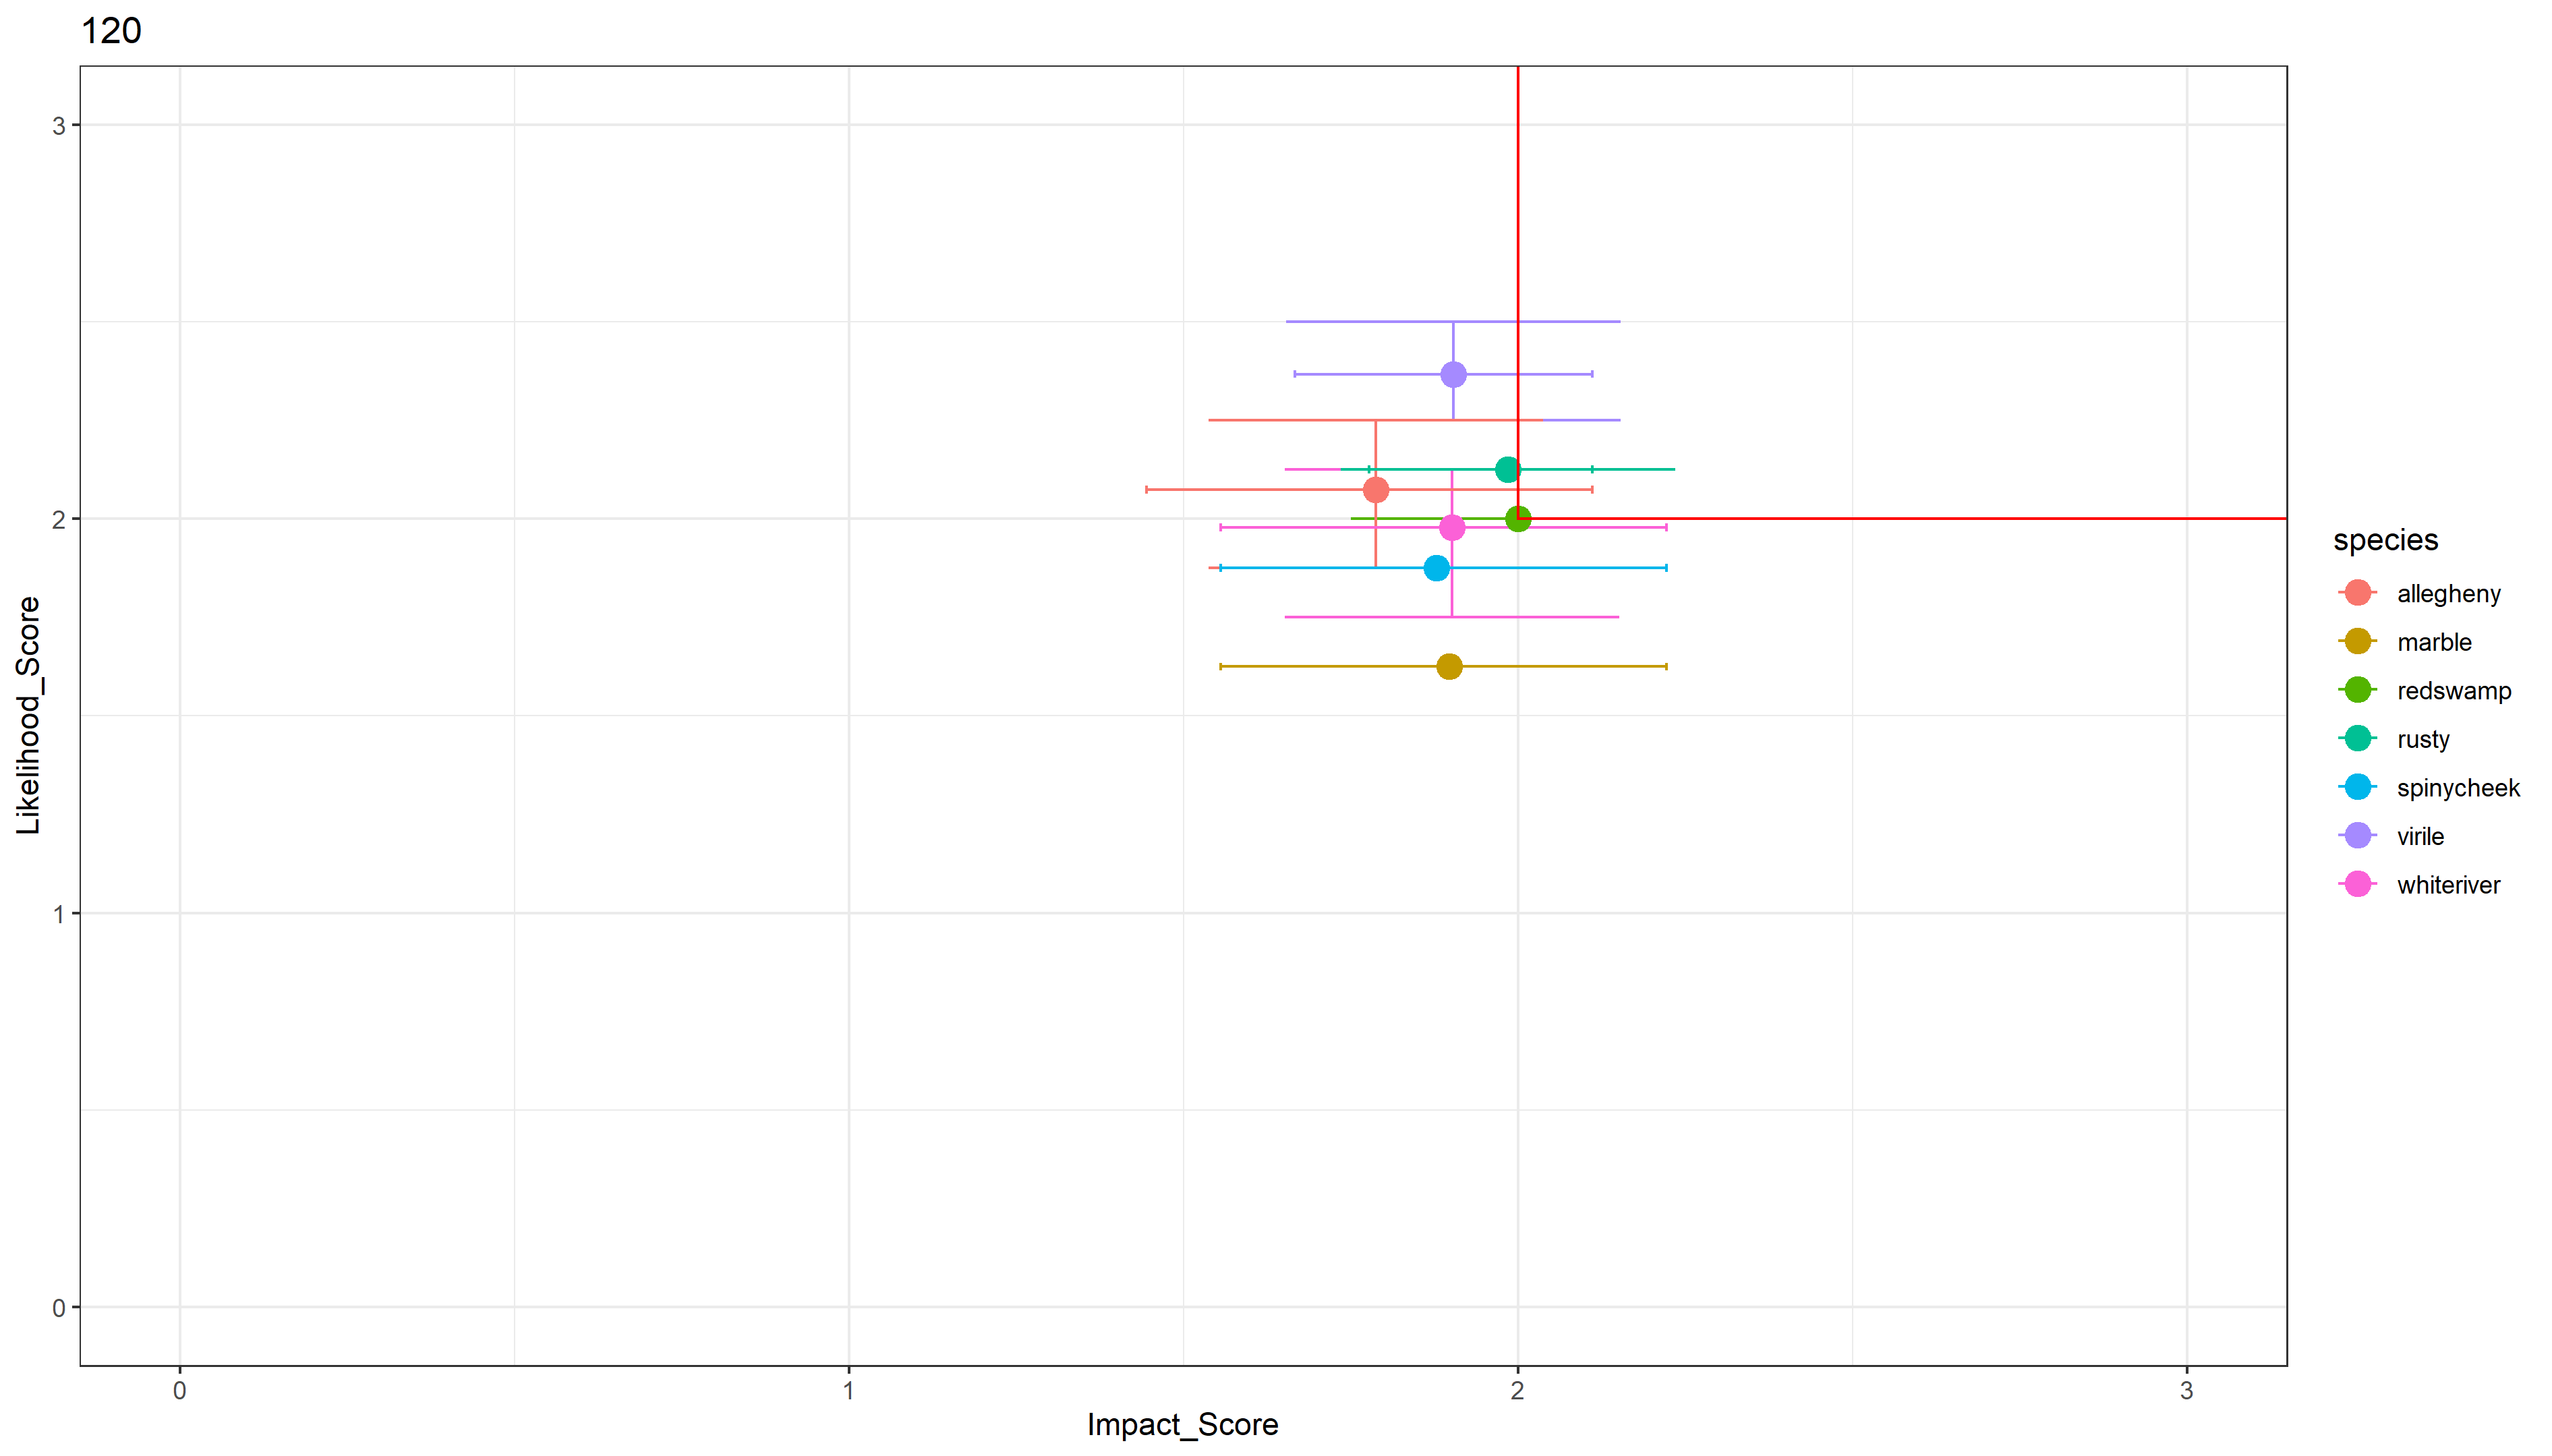 120
3
2
1
0
Likelihood_Score
0 1 2 3
Impact_Score
species
allegheny
marble
redswamp
rusty
spinycheek
virile
whiteriver